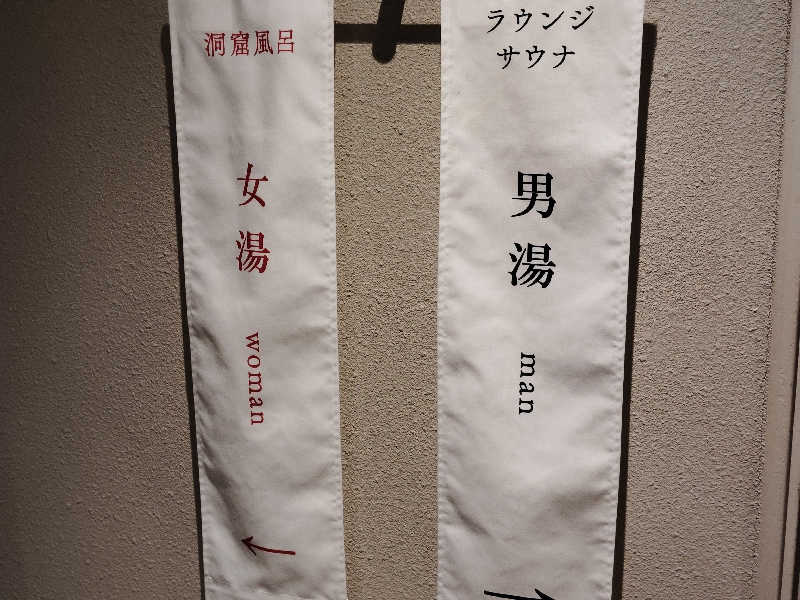 洞窟風呂
女湯
woman
ラウンジ
サウナ
男湯
man